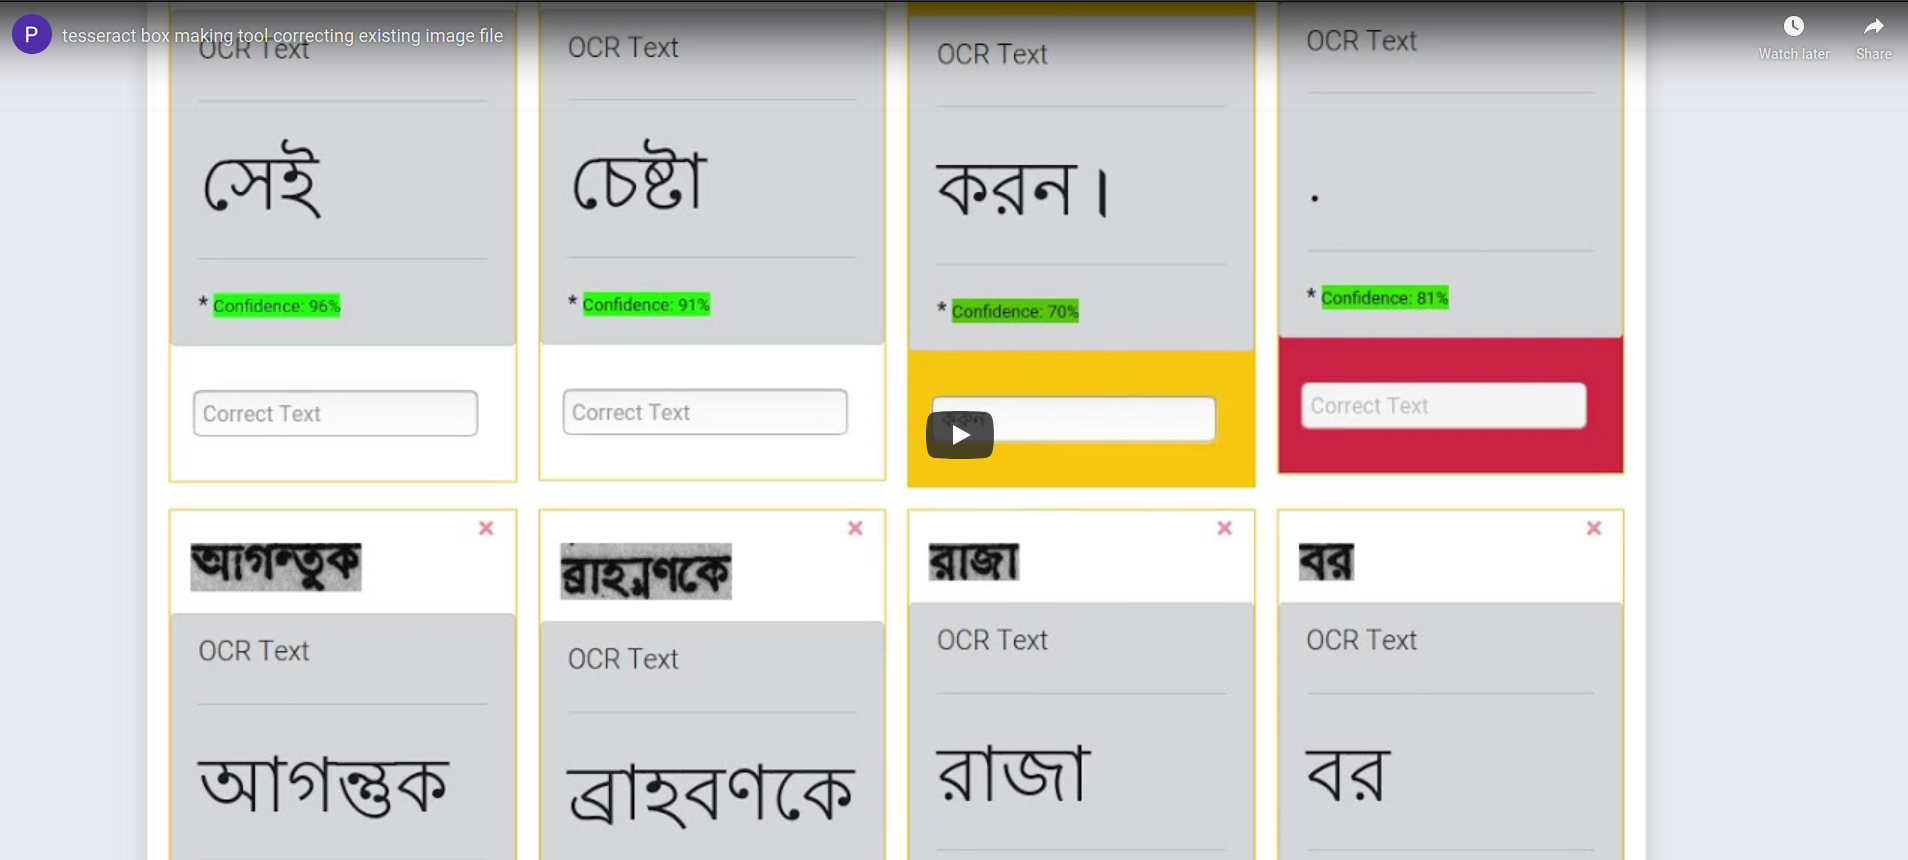 P tesseract box making tool correcting existing image file
Watch later Share
OCR Text
সেই
* Confidence: 96%
Correct Text
OCR Text
চেষ্টা
* Confidence: 91%
Correct Text
OCR Text
করন।
* Confidence: 70%
করুন
OCR Text
.
* Confidence: 81%
Correct Text
আগন্তুক
OCR Text
আগন্তুক
ব্রাহ্মণকে
OCR Text
ব্রাহবণকে
রাজা
OCR Text
রাজা
বর
OCR Text
বর